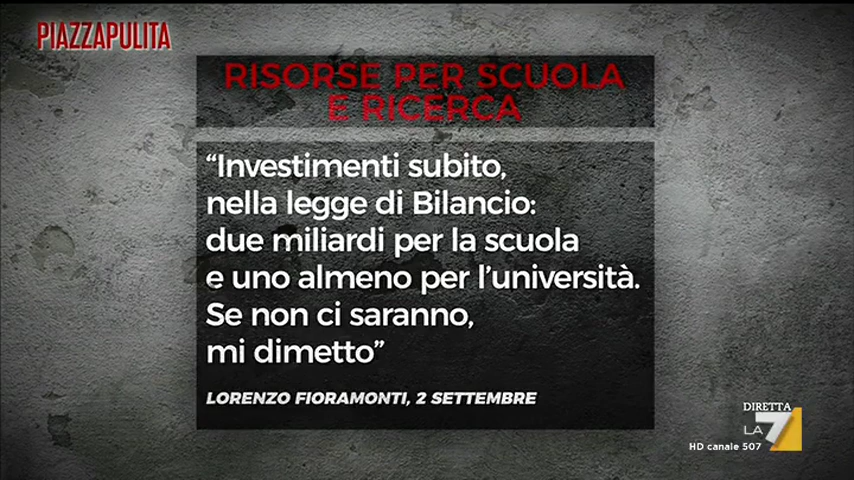 PIAZZAPULITA
RISORSE PER SCUOLA
E RICERCA
“Investimenti subito,
nella legge di Bilancio:
due miliardi per la scuola
e uno almeno per l’università.
Se non ci saranno,
mi dimetto”
LORENZO FIORAMONTI, 2 SETTEMBRE
DIRETTA
LA 7
HD canale 507